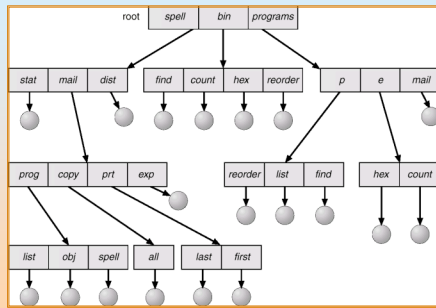 root spell bin programs
stat mail dist find count hex reorder p e mail
prog copy prt exp reorder list find hex count
list obj spell all last first